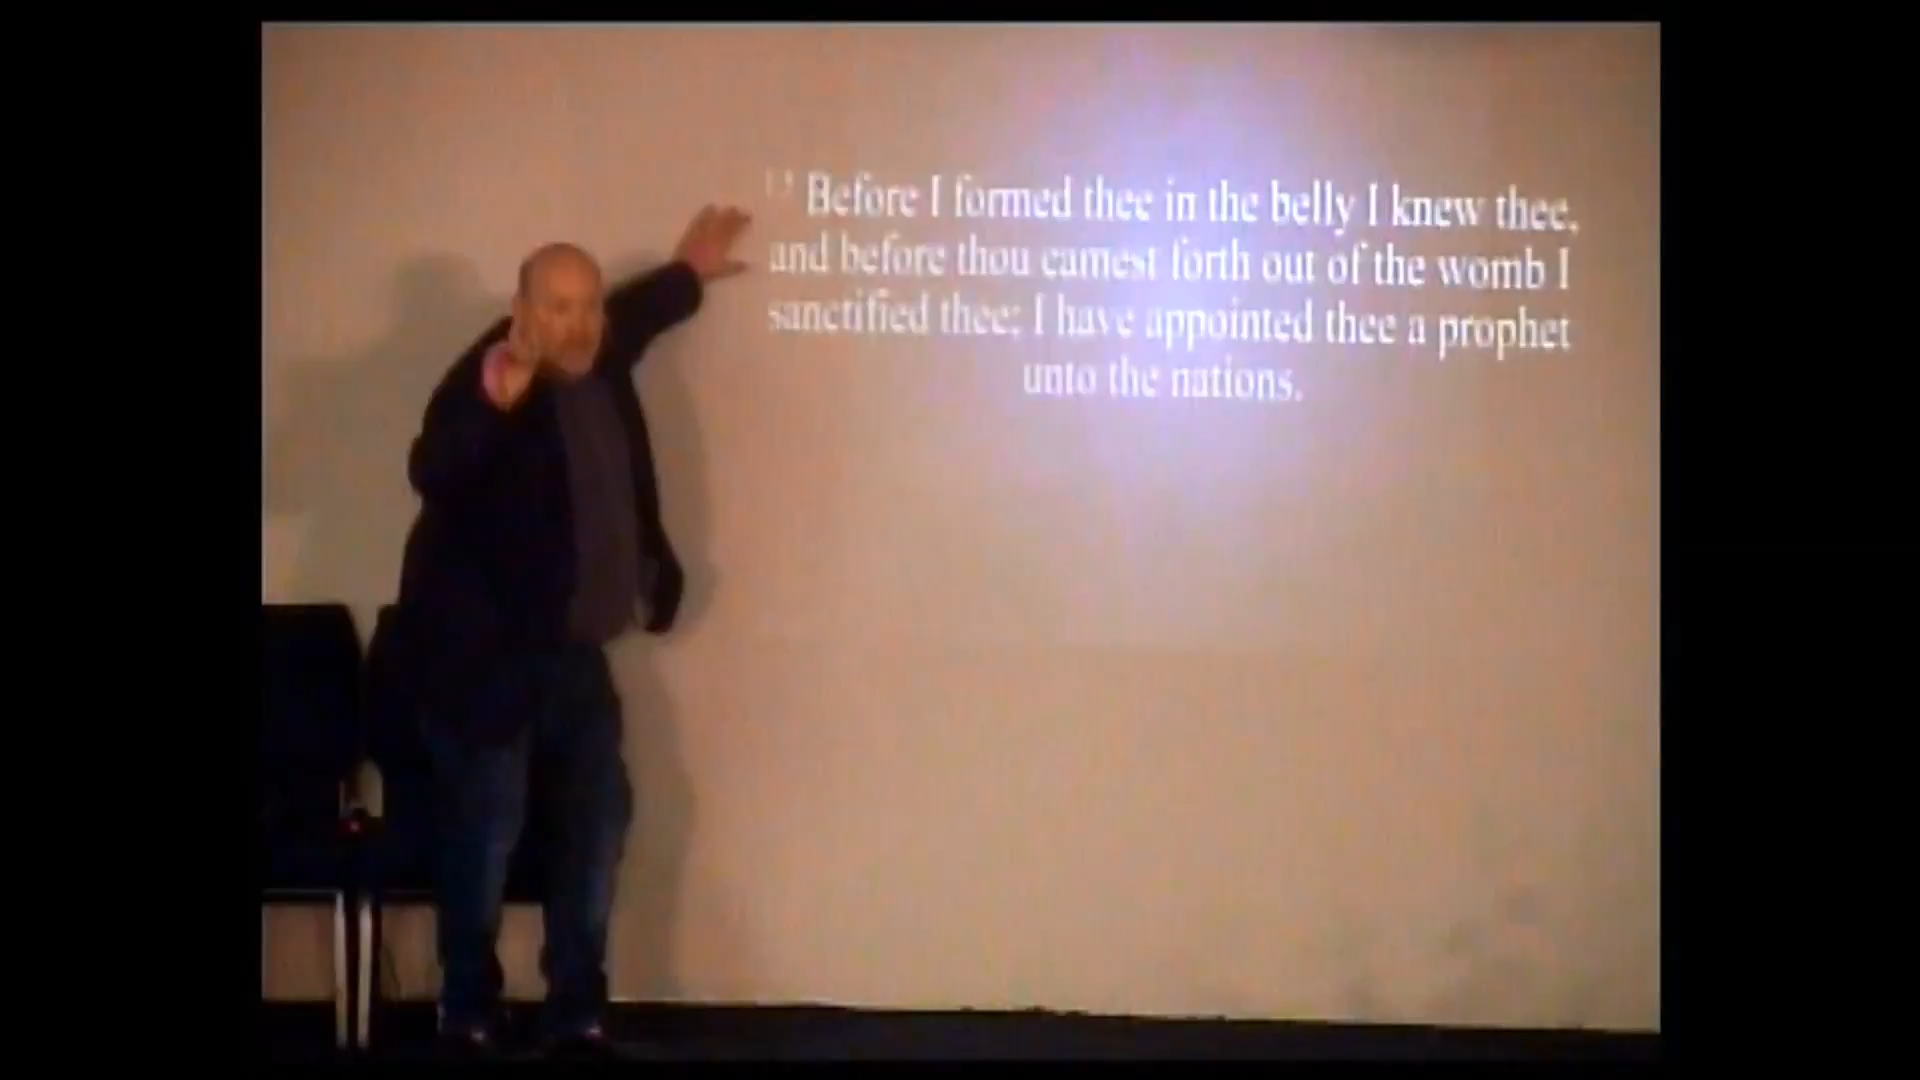 Before I formed thee in the belly I knew thee,
and before thou camest forth out of the womb I
sanctified thee; I have appointed thee a prophet
unto the nations.